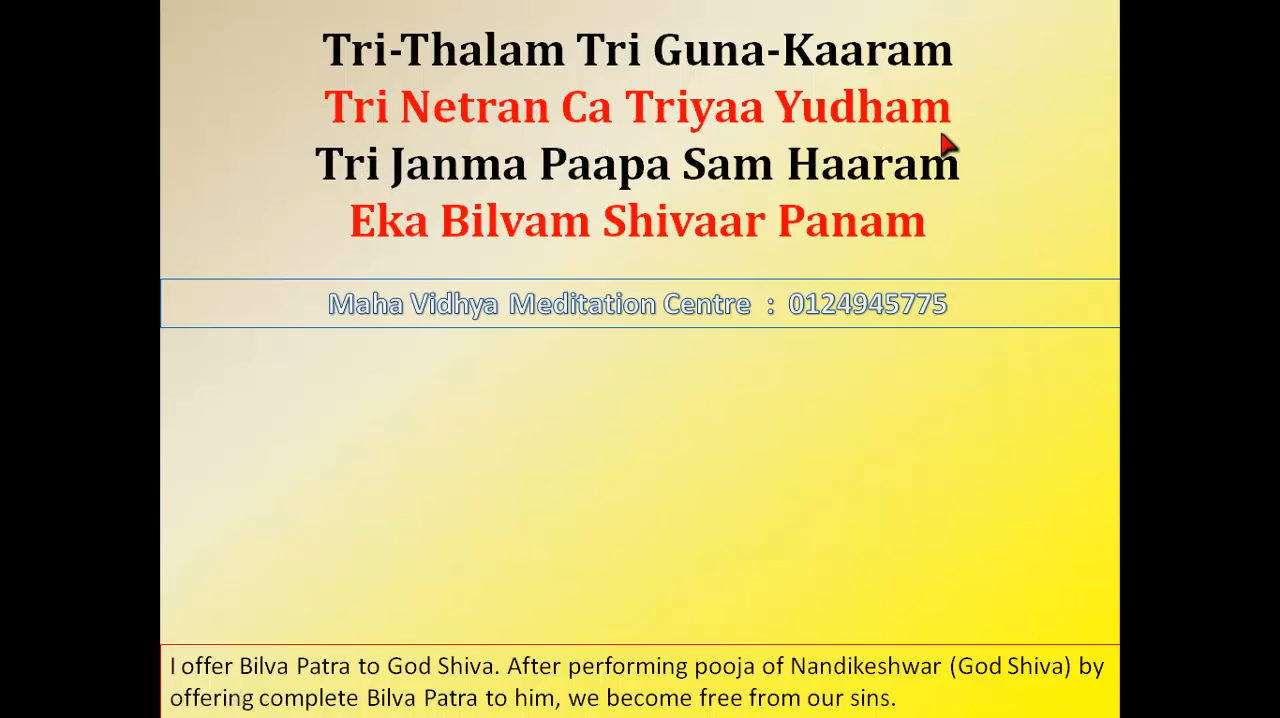 Tri-Thalam Tri Guna-Kaaram
Tri Netran Ca Triyaa Yudham
Tri Janma Paapa Sam Haaram
Eka Bilvam Shivaar Panam
Maha Vidhya Meditation Centre : 0124945775
I offer Bilva Patra to God Shiva. After performing pooja of Nandikeshwar (God Shiva) by
offering complete Bilva Patra to him, we become free from our sins.